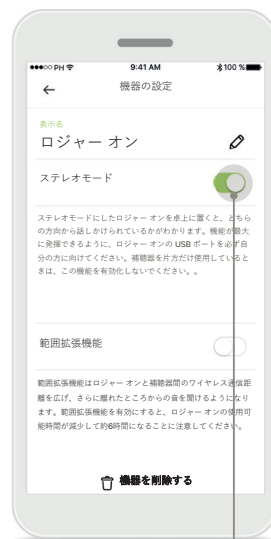 PH 9:41 AM 100 %
機器の設定
表示名
ロジャー オン
ステレオモード
ステレオモードにしたロジャー オンを卓上に置くと、どちら
の方向から話しかけられているかがわかります。機能が最大
に発揮できるように、ロジャー オンの USB ポートを必ず自
分の方に向けてください。補聴器を片方だけ使用していると
きは、この機能を有効化しないでください。。
範囲拡張機能
範囲拡張機能はロジャー オンと補聴器間のワイヤレス通信距
離を広げ、さらに離れたところからの音を聞けるようになり
ます。範囲拡張機能を有効にすると、ロジャー オンの使用可
能時間が減少して約6時間になることに注意してください。
機器を削除する